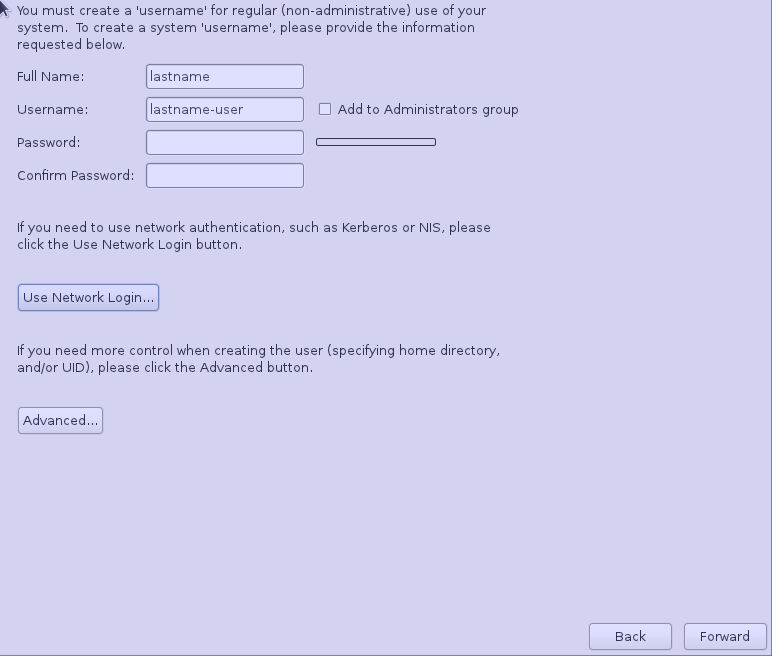 You must create a 'username' for regular (non-administrative) use of your
system.  To create a system 'username', please provide the information
requested below.
Full Name: lastname
Username: lastname-user Add to Administrators group
Password:
Confirm Password:
If you need to use network authentication, such as Kerberos or NIS, please
click the Use Network Login button.
Use Network Login...
If you need more control when creating the user (specifying home directory,
and/or UID), please click the Advanced button.
Advanced...
Back Forward